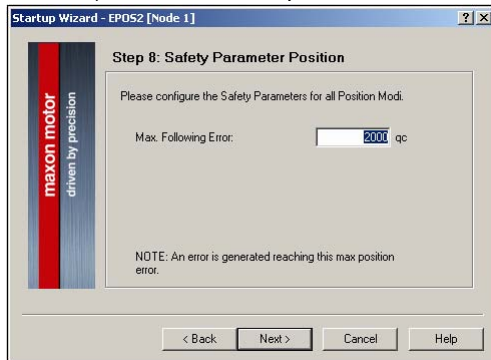 Startup Wizard - EPOS2 [Node 1]
Step 8: Safety Parameter Position
maxon motor
driven by precision
Please configure the Safety Parameters for all Position Modi.
Max. Following Error: 2000 qc
NOTE: An error is generated reaching this max position
error.
< Back Next > Cancel Help